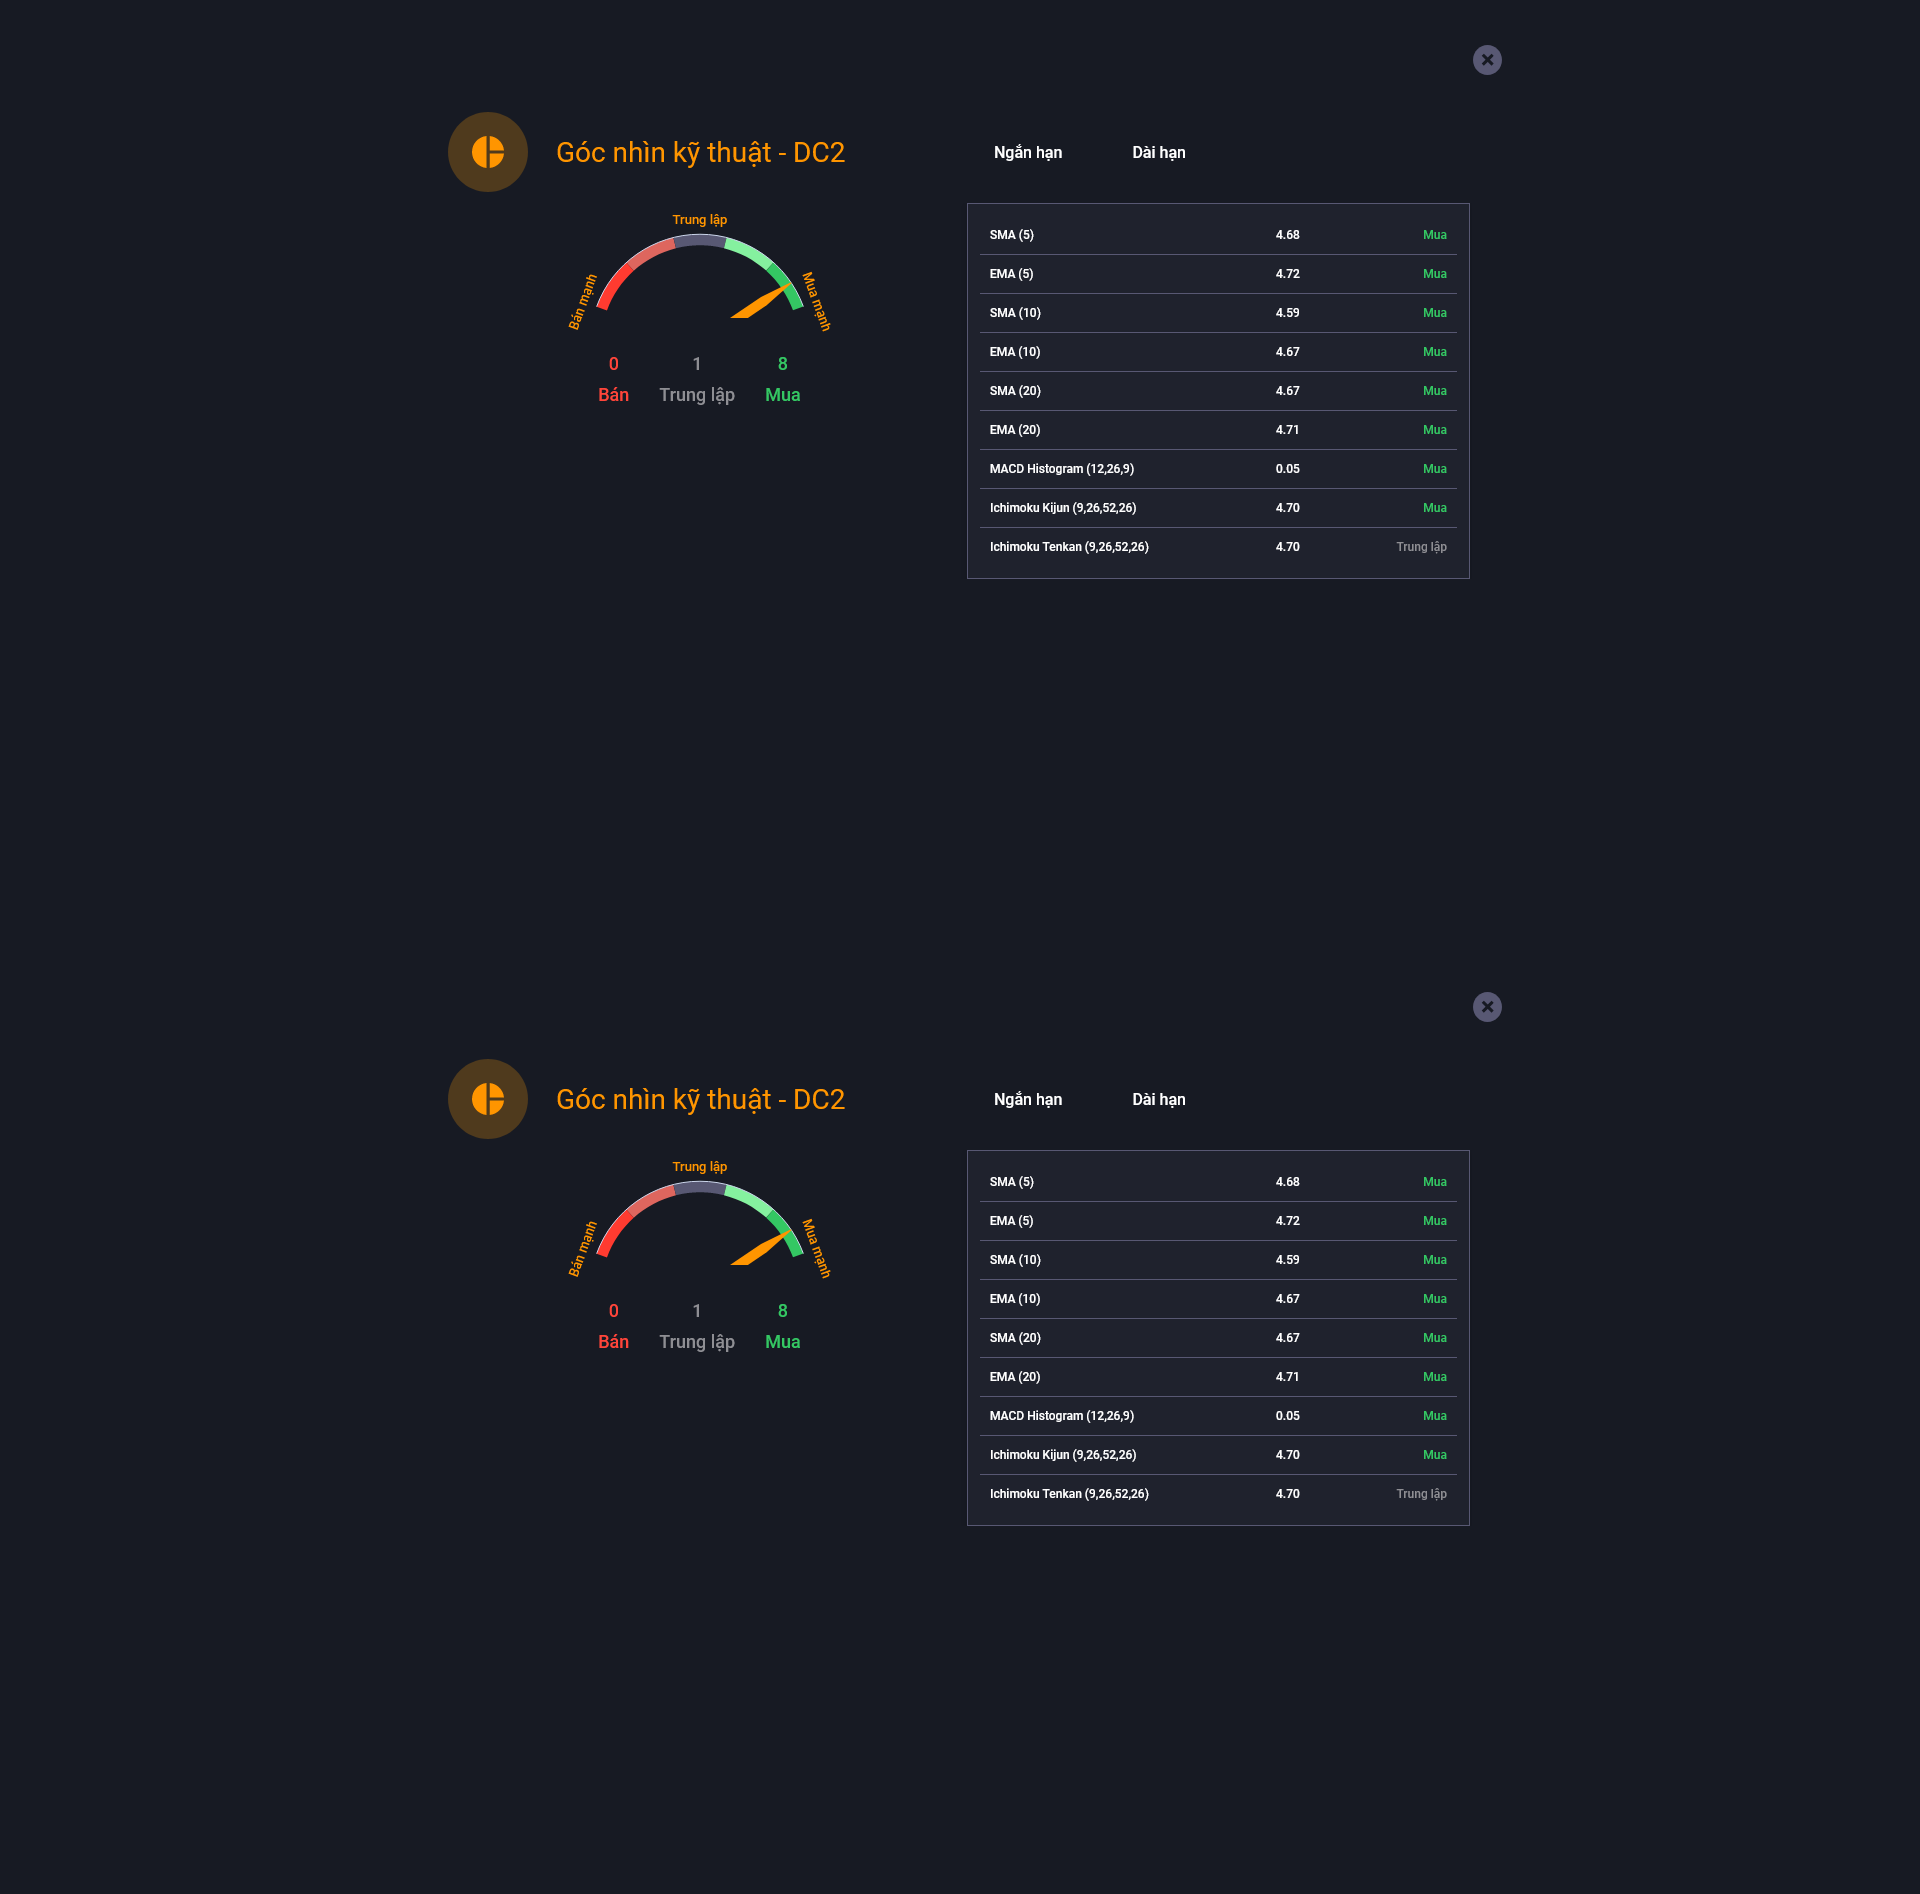 Góc nhìn kỹ thuật - DC2
Ngắn hạn Dài hạn
Trung lập
Bán mạnh
Mua mạnh
0 1 8
Bán Trung lập Mua
SMA (5) 4.68 Mua
EMA (5) 4.72 Mua
SMA (10) 4.59 Mua
EMA (10) 4.67 Mua
SMA (20) 4.67 Mua
EMA (20) 4.71 Mua
MACD Histogram (12,26,9) 0.05 Mua
Ichimoku Kijun (9,26,52,26) 4.70 Mua
Ichimoku Tenkan (9,26,52,26) 4.70 Trung lập
Góc nhìn kỹ thuật - DC2
Ngắn hạn Dài hạn
Trung lập
Bán mạnh
Mua mạnh
0 1 8
Bán Trung lập Mua
SMA (5) 4.68 Mua
EMA (5) 4.72 Mua
SMA (10) 4.59 Mua
EMA (10) 4.67 Mua
SMA (20) 4.67 Mua
EMA (20) 4.71 Mua
MACD Histogram (12,26,9) 0.05 Mua
Ichimoku Kijun (9,26,52,26) 4.70 Mua
Ichimoku Tenkan (9,26,52,26) 4.70 Trung lập